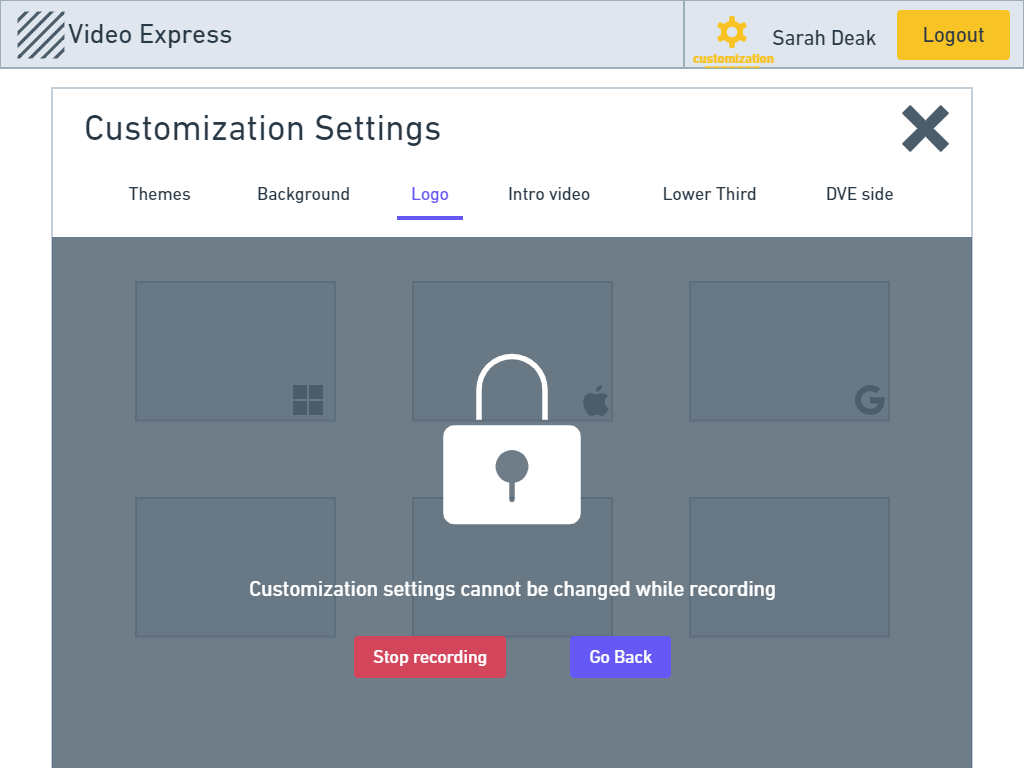 Video Express
customization
Sarah Deak
Logout
Customization Settings
Themes
Background
Logo
Intro video
Lower Third
DVE side
Customization settings cannot be changed while recording
Stop recording
Go Back